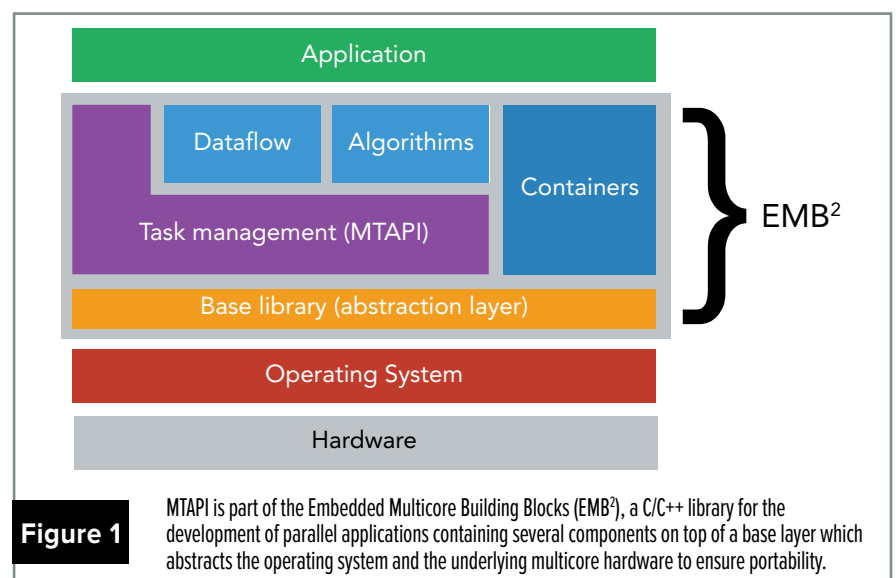 Application
Dataflow
Algorithims
Containers
Task management (MTAPI)
EMB²
Base library (abstraction layer)
Operating System
Hardware
Figure 1
MTAPI is part of the Embedded Multicore Building Blocks (EMB²), a C/C++ library for the
development of parallel applications containing several components on top of a base layer which
abstracts the operating system and the underlying multicore hardware to ensure portability.